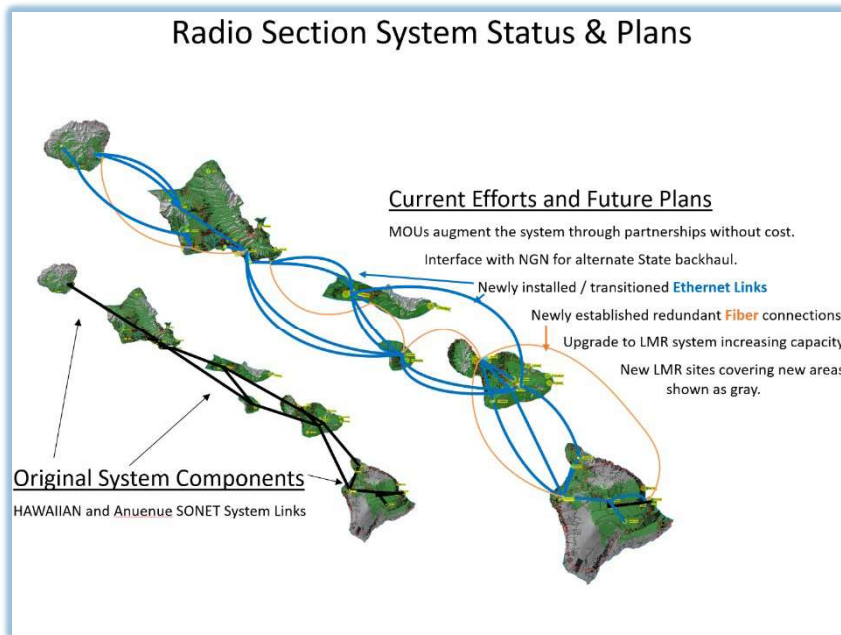 Radio Section System Status & Plans
Current Efforts and Future Plans
MOUs augment the system through partnerships without cost.
Interface with NGN for alternate State backhaul.
Newly installed / transitioned Ethernet Links
Newly established redundant Fiber connections
Upgrade to LMR system increasing capacity
New LMR sites covering new areas
shown as gray.
Original System Components
HAWAIIAN and Anuenue SONET System Links